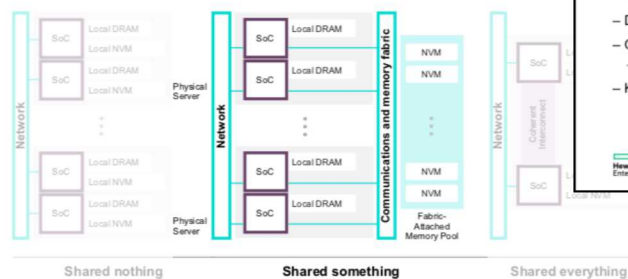 Network
SoC
Local DRAM
Local NVM
SoC
Local DRAM
Local NVM
Physical
Server
SoC
Local DRAM
Local NVM
SoC
Local DRAM
Local NVM
Physical
Server
Shared nothing
Network
SoC
Local DRAM
SoC
Local DRAM
SoC
Local DRAM
SoC
Local DRAM
Communications and memory fabric
NVM
NVM
NVM
NVM
Fabric-
Attached
Memory Pool
Shared something
Network
SoC
Coherent
Interconnect
SoC
Local NVM
Shared everything
– D
– K
Hew
Ente